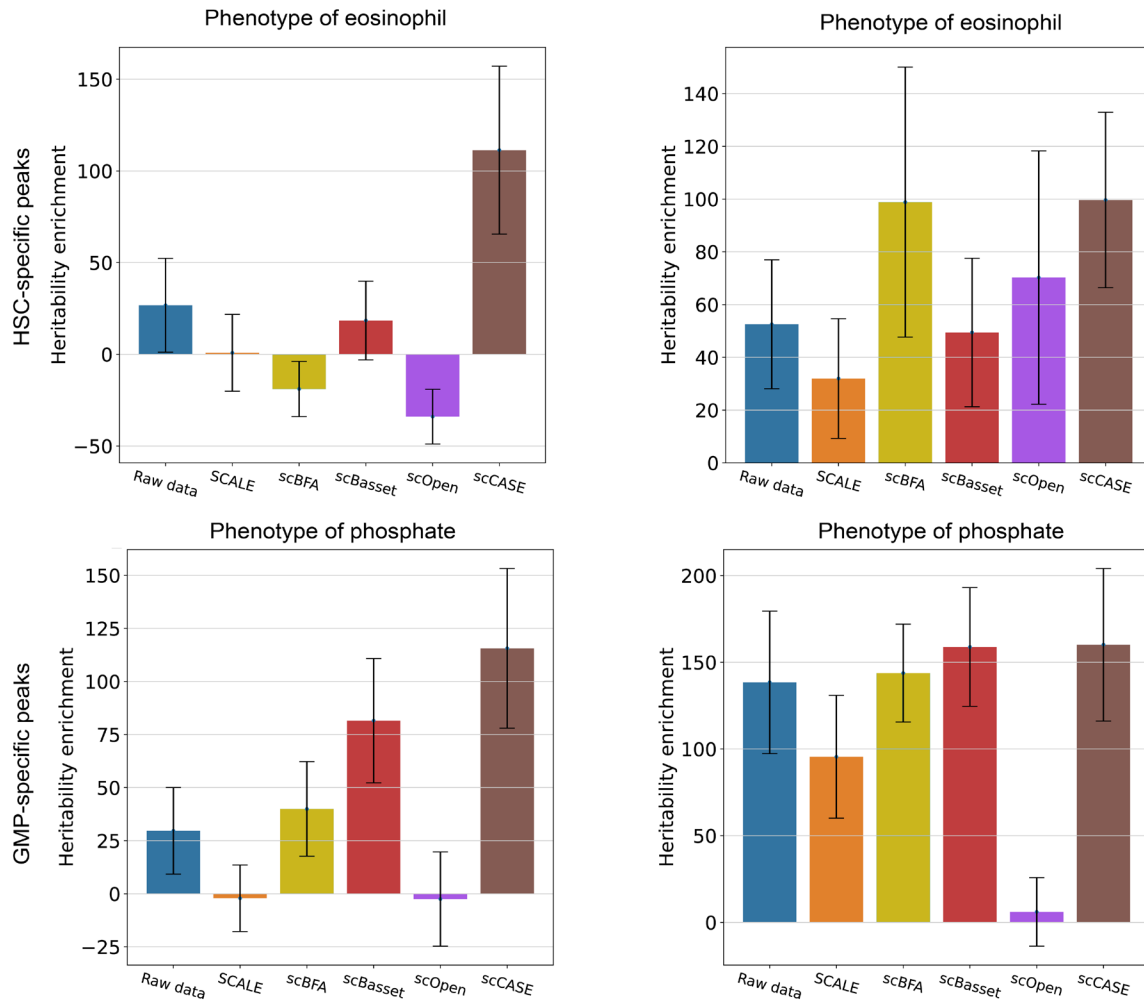 Phenotype of eosinophil
HSC-specific peaks
Heritability enrichment
150
100
50
0
−50
Raw data SCALE scBFA scBasset scOpen scCASE
Phenotype of eosinophil
Heritability enrichment
140
120
100
80
60
40
20
0
Raw data SCALE scBFA scBasset scOpen scCASE
Phenotype of phosphate
GMP-specific peaks
Heritability enrichment
150
125
100
75
50
25
0
−25
Raw data SCALE scBFA scBasset scOpen scCASE
Phenotype of phosphate
Heritability enrichment
200
150
100
50
0
Raw data SCALE scBFA scBasset scOpen scCASE